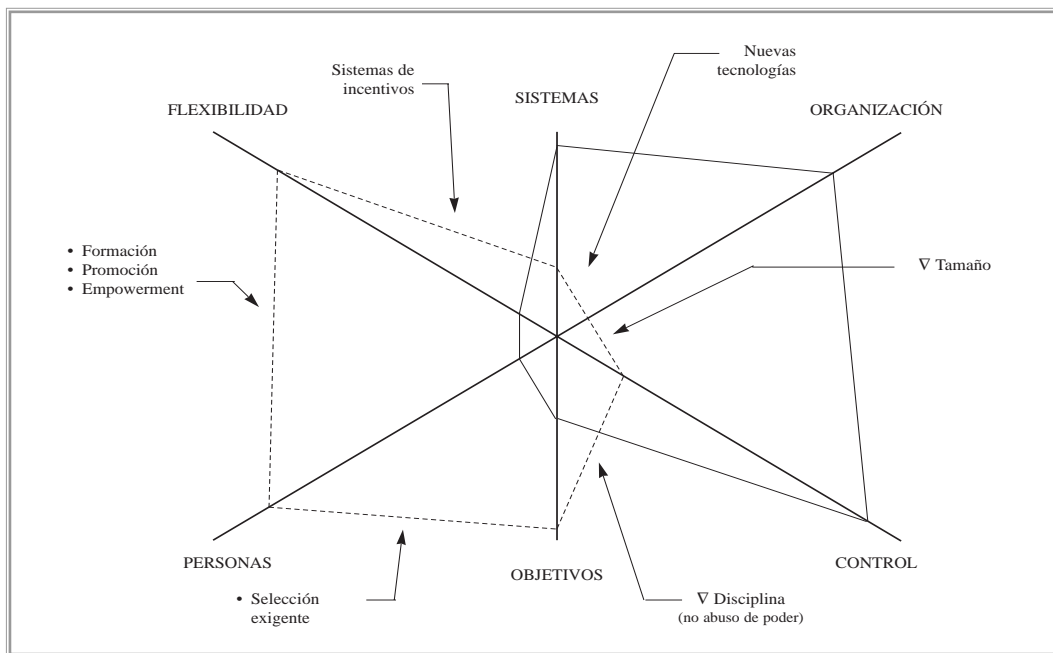 Nuevas
tecnologías
Sistemas de
incentivos
SISTEMAS
FLEXIBILIDAD
ORGANIZACIÓN
• Formación
• Promoción
• Empowerment
∇ Tamaño
PERSONAS
OBJETIVOS
CONTROL
• Selección
exigente
∇ Disciplina
(no abuso de poder)